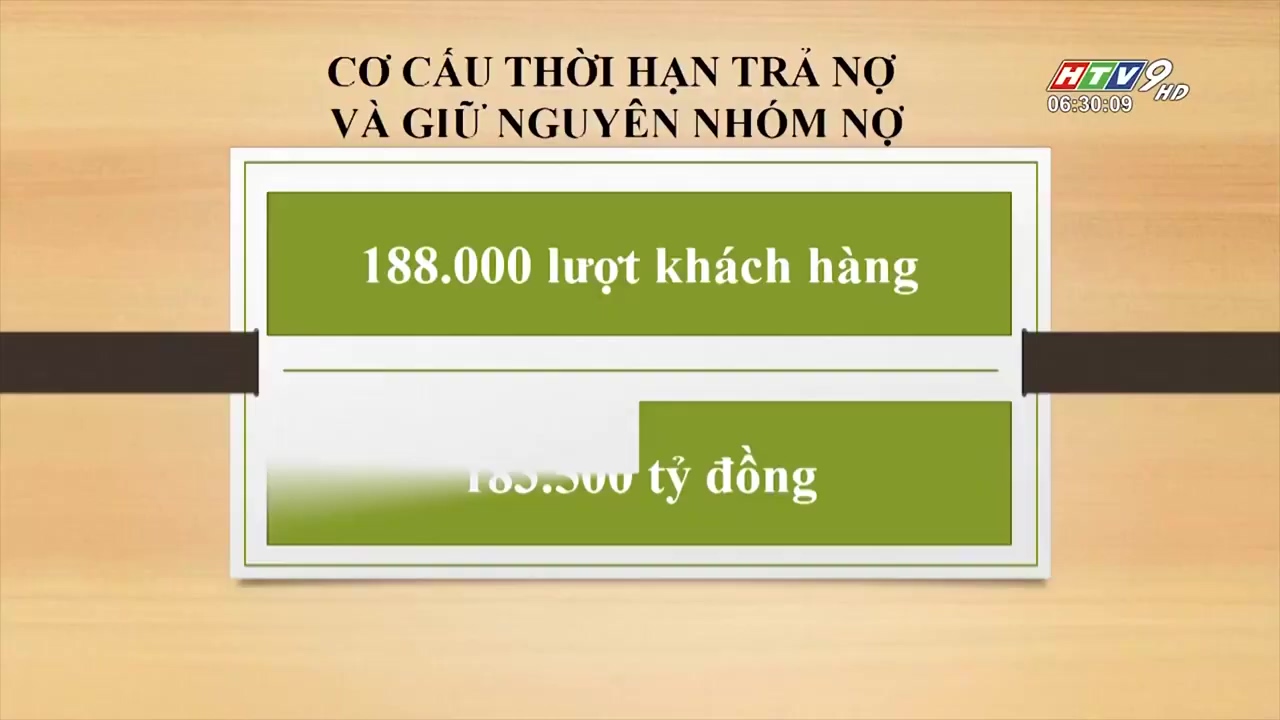 CƠ CẤU THỜI HẠN TRẢ NỢ
VÀ GIỮ NGUYÊN NHÓM NỢ
HTV9 HD
06:30:09
188.000 lượt khách hàng
tỷ đồng